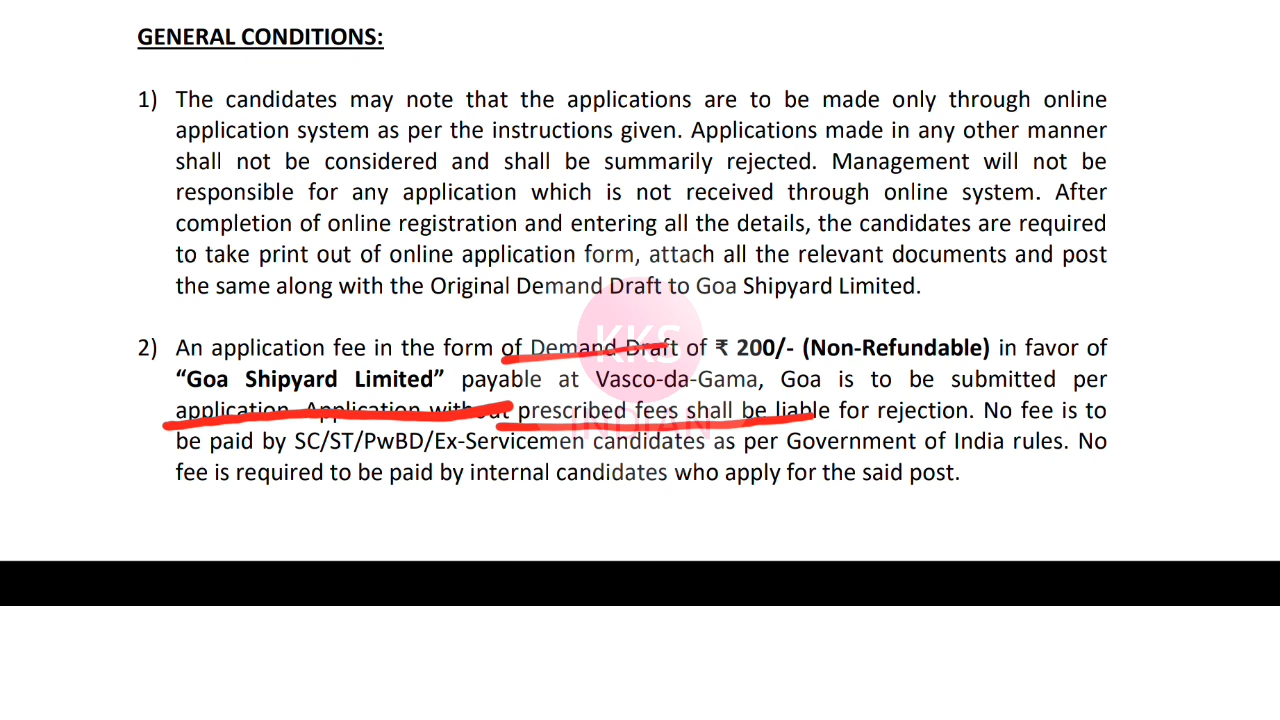 GENERAL CONDITIONS:
1) The candidates may note that the applications are to be made only through online
application system as per the instructions given. Applications made in any other manner
shall not be considered and shall be summarily rejected. Management will not be
responsible for any application which is not received through online system. After
completion of online registration and entering all the details, the candidates are required
to take print out of online application form, attach all the relevant documents and post
the same along with the Original Demand Draft to Goa Shipyard Limited.
2) An application fee in the form of Demand Draft of ₹ 200/- (Non-Refundable) in favor of
“Goa Shipyard Limited” payable at Vasco-da-Gama, Goa is to be submitted per
application. Application without prescribed fees shall be liable for rejection. No fee is to
be paid by SC/ST/PwBD/Ex-Servicemen candidates as per Government of India rules. No
fee is required to be paid by internal candidates who apply for the said post.
KKS
INDIAN